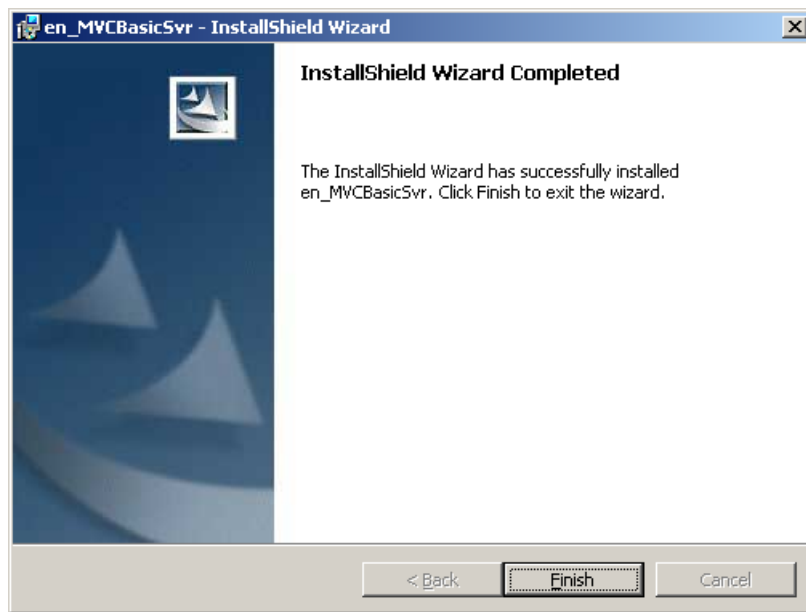 en_MVCBasicSvr - InstallShield Wizard
InstallShield Wizard Completed
The InstallShield Wizard has successfully installed
en_MVCBasicSvr. Click Finish to exit the wizard.
< Back
Finish
Cancel